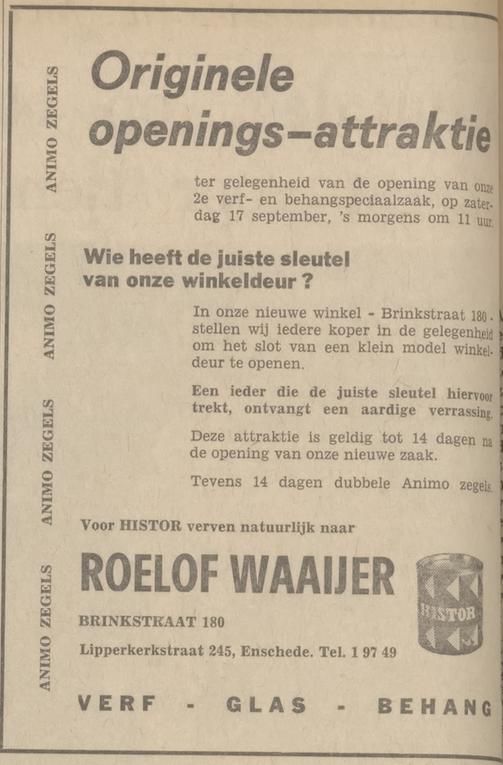 Originele
openings-attraktie
ter gelegenheid van de opening van onze
2e verf- en behangspeciaalzaak, op zater-
dag 17 september, 's morgens om 11 uur.
Wie heeft de juiste sleutel
van onze winkeldeur ?
In onze nieuwe winkel - Brinkstraat 180 -
stellen wij iedere koper in de gelegenheid
om het slot van een klein model winkel-
deur te openen.
Een ieder die de juiste sleutel hiervoor
trekt, ontvangt een aardige verrassing.
Deze attraktie is geldig tot 14 dagen na
de opening van onze nieuwe zaak.
Tevens 14 dagen dubbele Animo zegels.
Voor HISTOR verven natuurlijk naar
ROELOF WAAIJER
BRINKSTRAAT 180
Lipperkerkstraat 245, Enschede. Tel. 1 97 49
HISTOR
VERF - GLAS - BEHANG
ANIMO ZEGELS
ANIMO ZEGELS
ANIMO ZEGELS
ANIMO ZEGELS